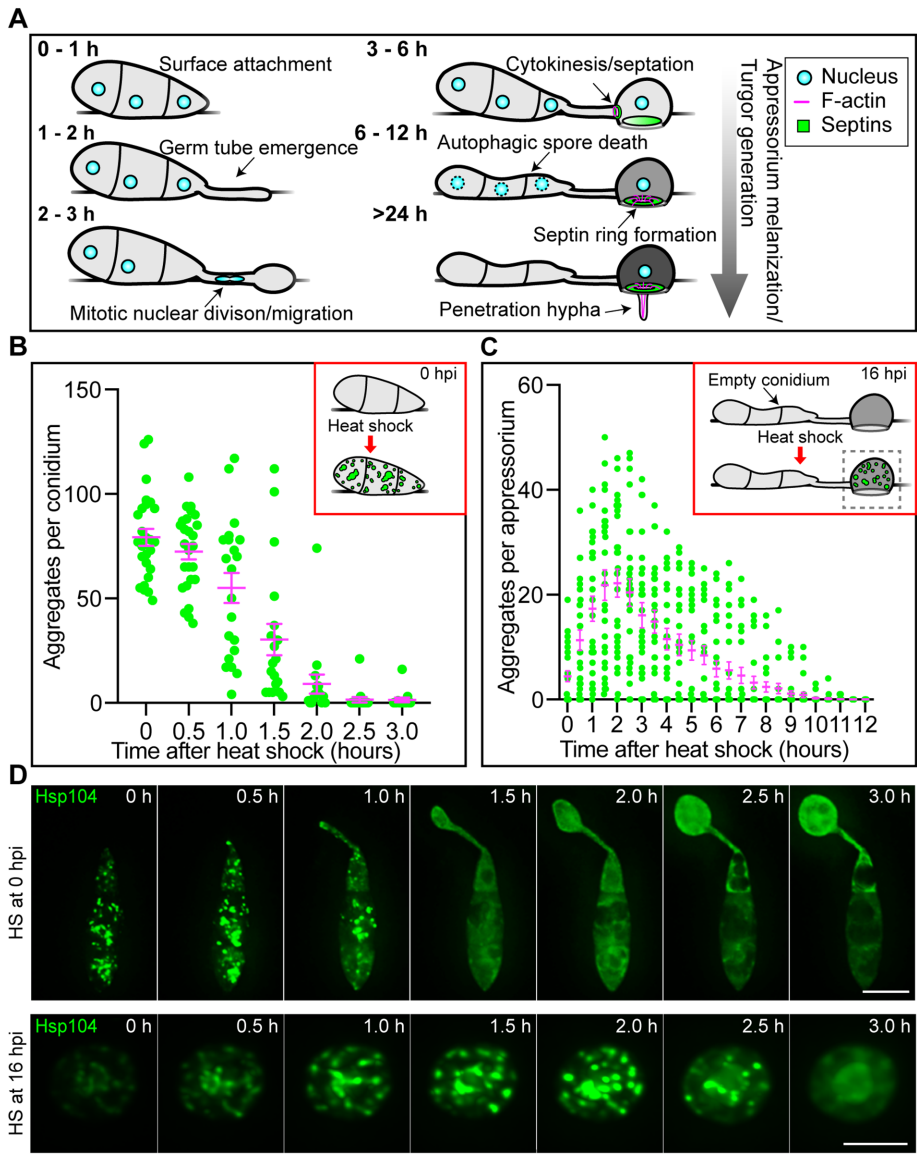 A
0 - 1 h
Surface attachment
1 - 2 h
Germ tube emergence
2 - 3 h
Mitotic nuclear divison/migration
3 - 6 h
Cytokinesis/septation
6 - 12 h
Autophagic spore death
Septin ring formation
>24 h
Penetration hypha
Appressorium melanization/
Turgor generation
Nucleus
F-actin
Septins
B
Aggregates per conidium
150
100
50
0
0.0 0.5 1.0 1.5 2.0 2.5 3.0
Time after heat shock (hours)
0 hpi
Heat shock
C
Aggregates per appressorium
60
40
20
0
0 1 2 3 4 5 6 7 8 9 10 11 12
Time after heat shock (hours)
16 hpi
Empty conidium
Heat shock
D
HS at 0 hpi
Hsp104 0 h 0.5 h 1.0 h 1.5 h 2.0 h 2.5 h 3.0 h
HS at 16 hpi
Hsp104 0 h 0.5 h 1.0 h 1.5 h 2.0 h 2.5 h 3.0 h